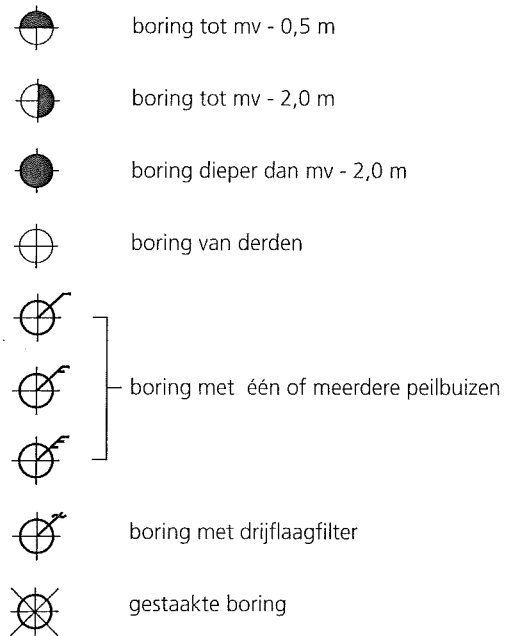 boring tot mv - 0,5 m
boring tot mv - 2,0 m
boring dieper dan mv - 2,0 m
boring van derden
boring met één of meerdere peilbuizen
boring met drijflaagfilter
gestaakte boring